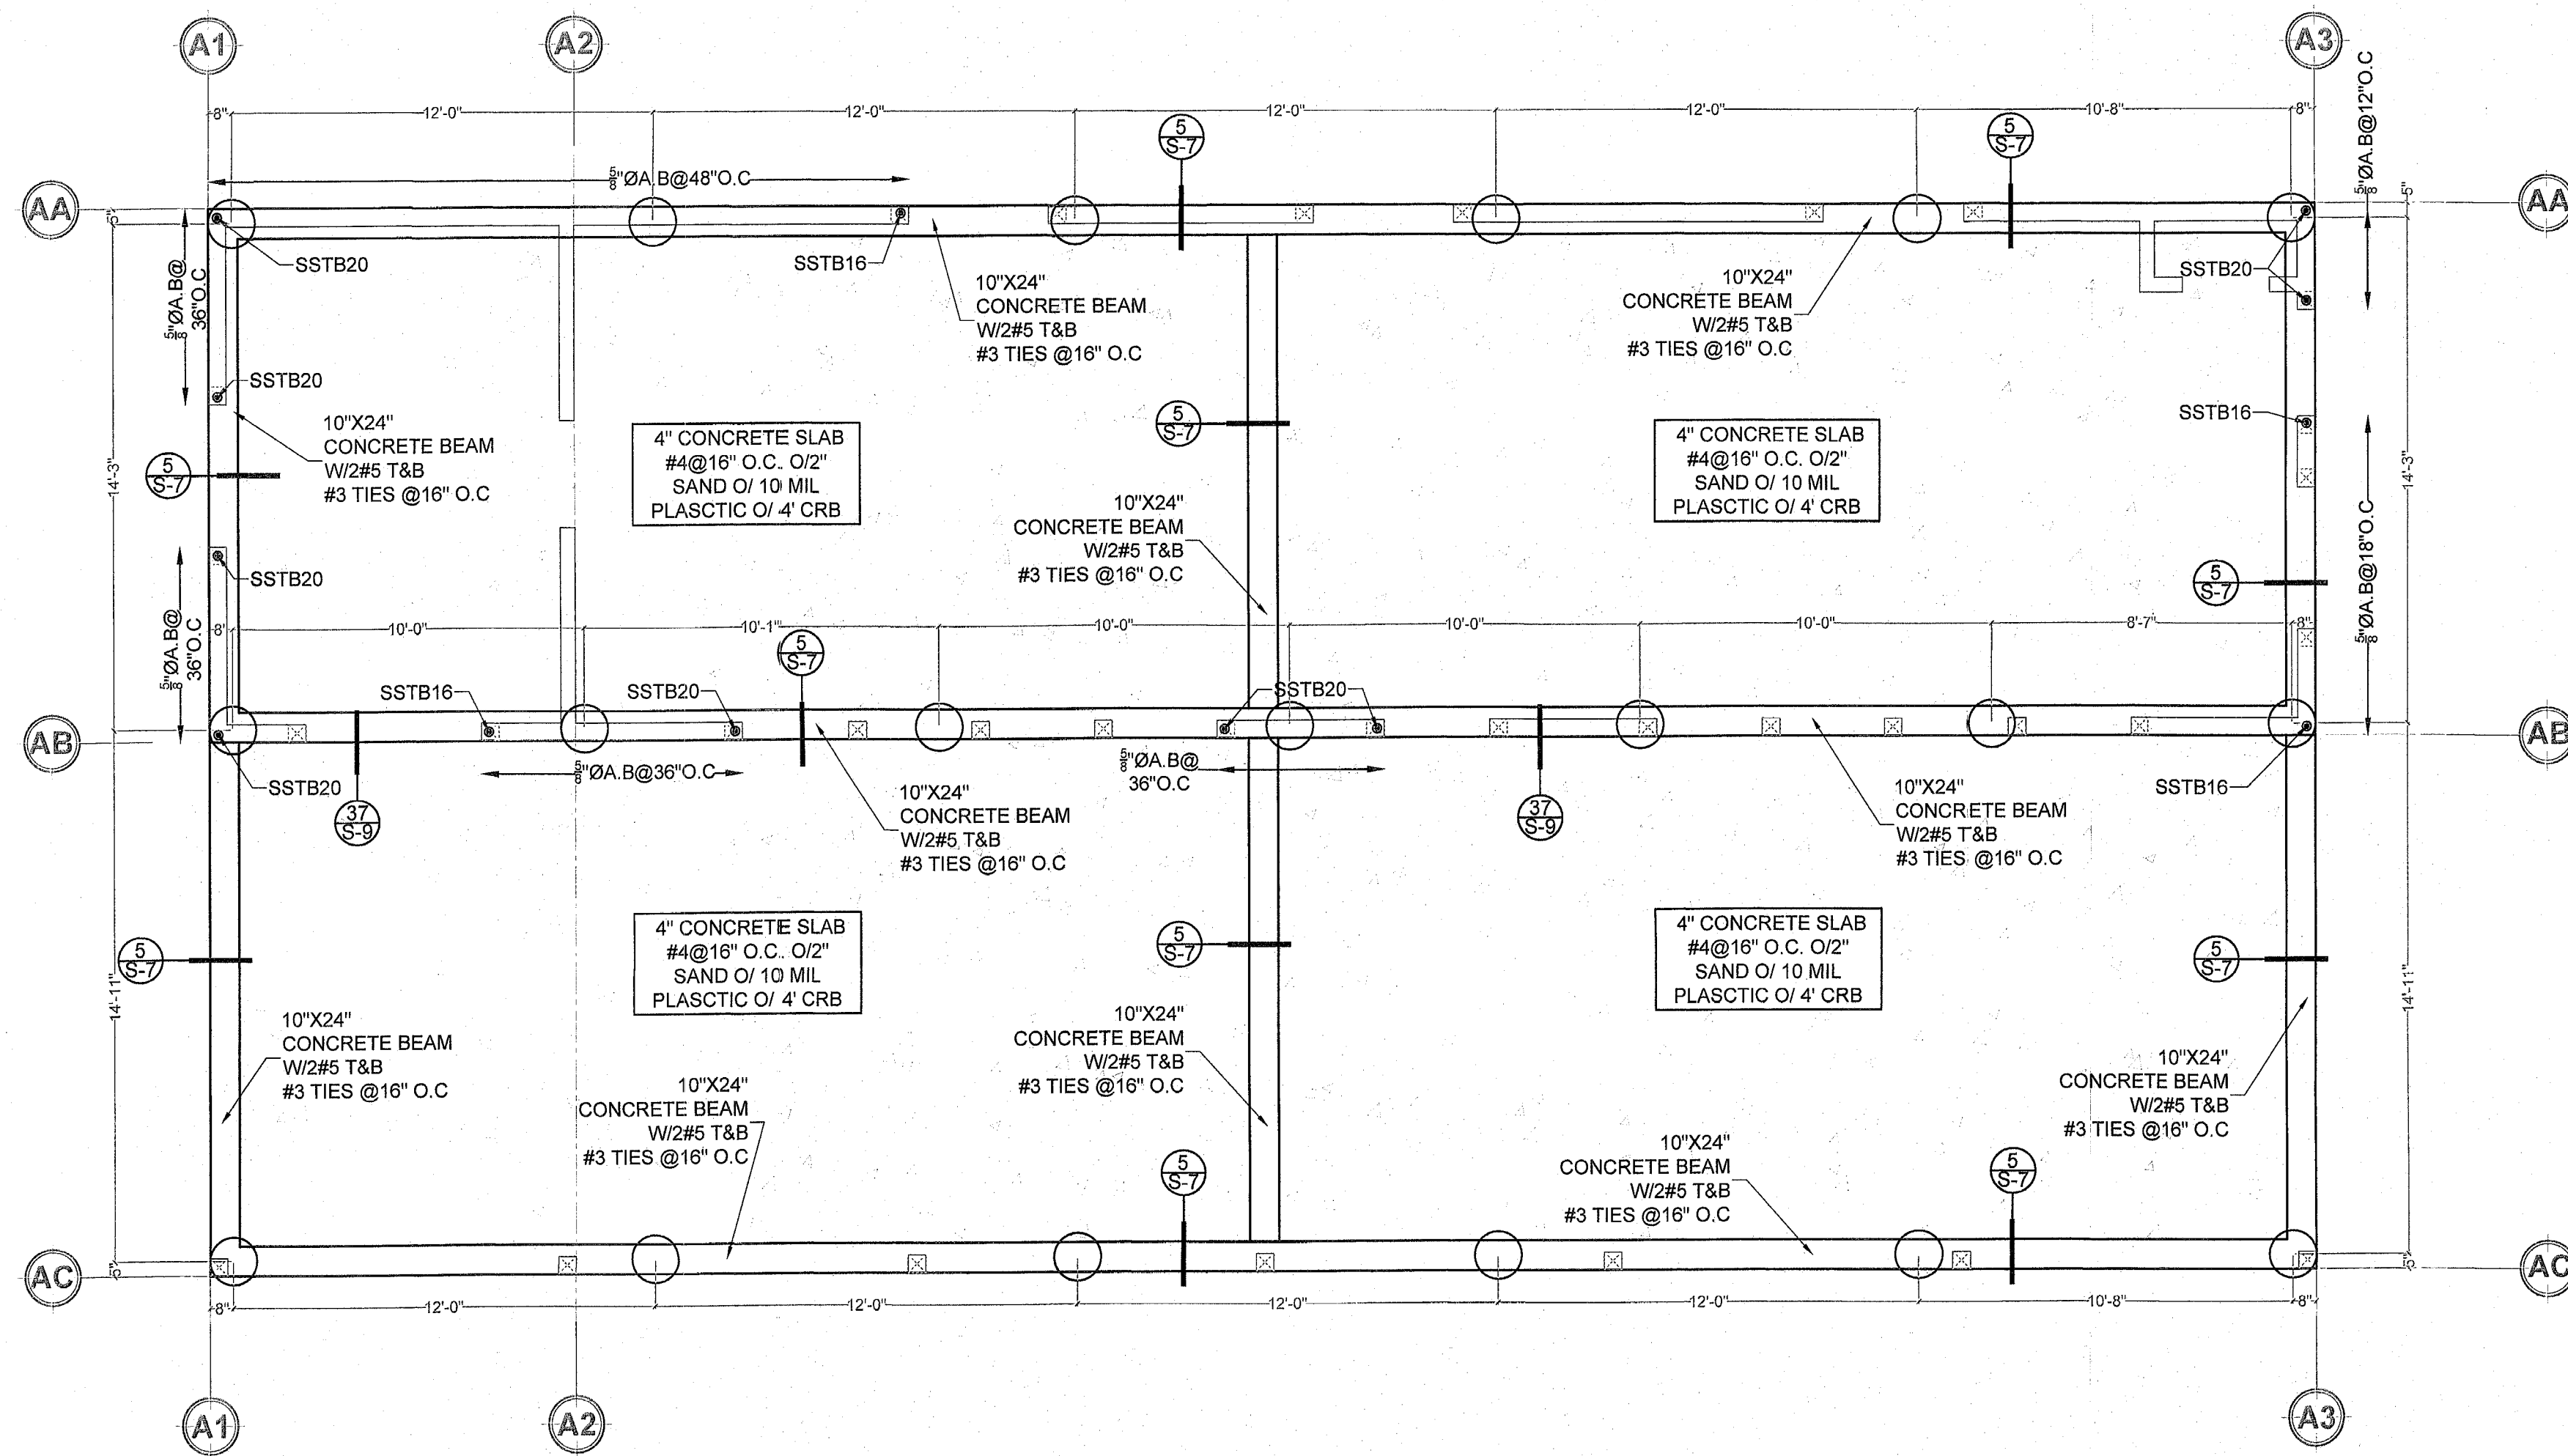 A1
A2
A3
8"
12'-0"
12'-0"
12'-0"
12'-0"
10'-8"
8"
5
S-7
5
S-7
⅝"ØA.B@12"O.C
⅝"ØA.B@48"O.C
AA
AA
5"
5"
SSTB20
SSTB16
SSTB20
⅝"ØA.B@
36"O.C
10"X24"
CONCRETE BEAM
W/2#5 T&B
#3 TIES @16" O.C
10"X24"
CONCRETE BEAM
W/2#5 T&B
#3 TIES @16" O.C
SSTB20
10"X24"
CONCRETE BEAM
W/2#5 T&B
#3 TIES @16" O.C
5
S-7
SSTB16
4" CONCRETE SLAB
#4@16" O.C. O/2"
SAND O/ 10 MIL
PLASCTIC O/ 4' CRB
4" CONCRETE SLAB
#4@16" O.C. O/2"
SAND O/ 10 MIL
PLASCTIC O/ 4' CRB
5
S-7
14'-3"
14'-3"
10"X24"
CONCRETE BEAM
W/2#5 T&B
#3 TIES @16" O.C
SSTB20
5
S-7
⅝"ØA.B@18"O.C
⅝"ØA.B@
36"O.C
8"
10'-0"
10'-1"
10'-0"
10'-0"
10'-0"
8'-7"
8"
5
S-7
SSTB16
SSTB20
SSTB20
AB
AB
SSTB20
⅝"ØA.B@36"O.C
⅝"ØA.B@
36"O.C
SSTB16
37
S-9
37
S-9
10"X24"
CONCRETE BEAM
W/2#5 T&B
#3 TIES @16" O.C
10"X24"
CONCRETE BEAM
W/2#5 T&B
#3 TIES @16" O.C
4" CONCRETE SLAB
#4@16" O.C. O/2"
SAND O/ 10 MIL
PLASCTIC O/ 4' CRB
4" CONCRETE SLAB
#4@16" O.C. O/2"
SAND O/ 10 MIL
PLASCTIC O/ 4' CRB
5
S-7
5
S-7
5
S-7
14'-11"
14'-11"
10"X24"
CONCRETE BEAM
W/2#5 T&B
#3 TIES @16" O.C
10"X24"
CONCRETE BEAM
W/2#5 T&B
#3 TIES @16" O.C
10"X24"
CONCRETE BEAM
W/2#5 T&B
#3 TIES @16" O.C
10"X24"
CONCRETE BEAM
W/2#5 T&B
#3 TIES @16" O.C
10"X24"
CONCRETE BEAM
W/2#5 T&B
#3 TIES @16" O.C
5
S-7
5
S-7
AC
AC
5"
5"
8"
12'-0"
12'-0"
12'-0"
12'-0"
10'-8"
8"
A1
A2
A3